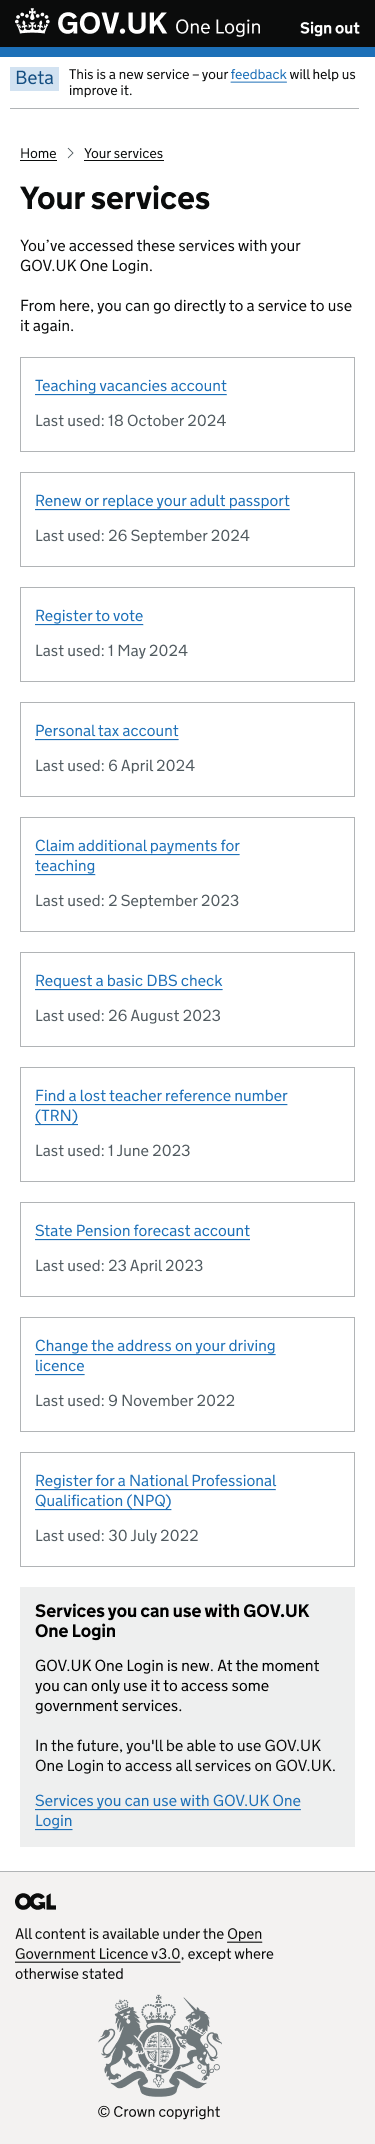 GOV.UK One Login
Sign out
Beta
This is a new service – your feedback will help us
improve it.
Home
Your services
Your services
You’ve accessed these services with your
GOV.UK One Login.
From here, you can go directly to a service to use
it again.
Teaching vacancies account
Last used: 18 October 2024
Renew or replace your adult passport
Last used: 26 September 2024
Register to vote
Last used: 1 May 2024
Personal tax account
Last used: 6 April 2024
Claim additional payments for
teaching
Last used: 2 September 2023
Request a basic DBS check
Last used: 26 August 2023
Find a lost teacher reference number
(TRN)
Last used: 1 June 2023
State Pension forecast account
Last used: 23 April 2023
Change the address on your driving
licence
Last used: 9 November 2022
Register for a National Professional
Qualification (NPQ)
Last used: 30 July 2022
Services you can use with GOV.UK
One Login
GOV.UK One Login is new. At the moment
you can only use it to access some
government services.
In the future, you'll be able to use GOV.UK
One Login to access all services on GOV.UK.
Services you can use with GOV.UK One
Login
OGL
All content is available under the Open
Government Licence v3.0, except where
otherwise stated
© Crown copyright